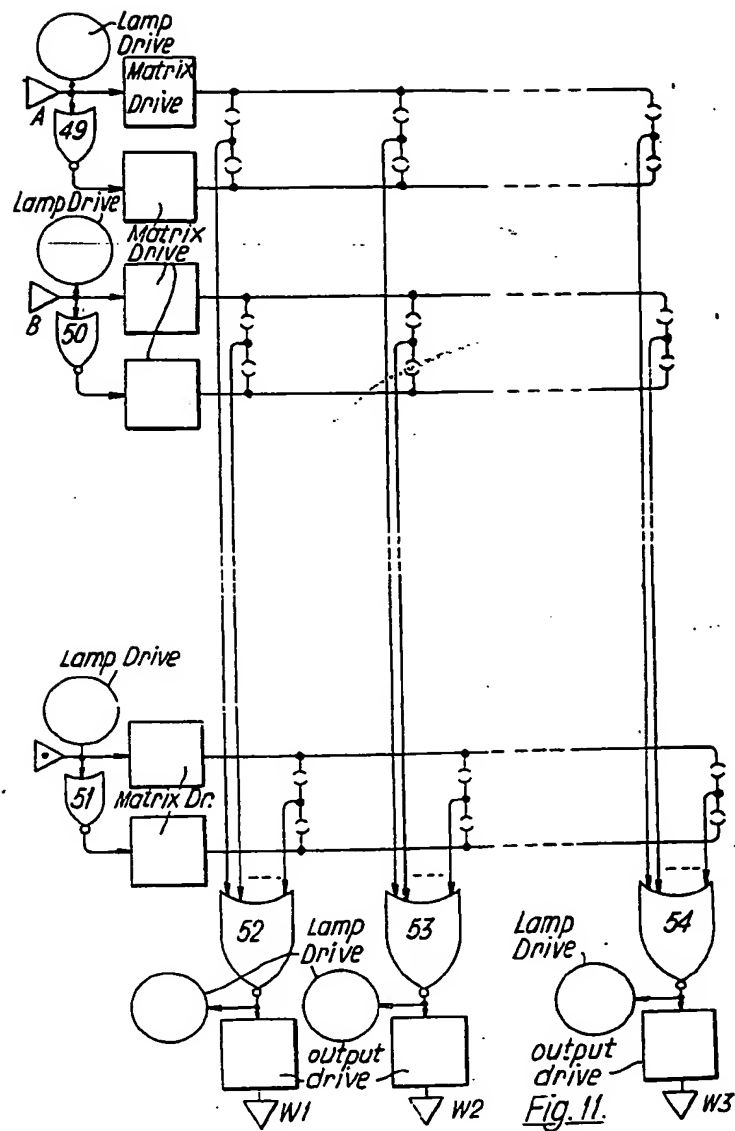 Lamp
Drive
Matrix
Drive
A
49
Lamp Drive
Matrix
Drive
B
50
Lamp Drive
51
Matrix Dr.
52
53
54
Lamp
Drive
Lamp
Drive
output
drive
output
drive
W1
W2
W3
Fig. 11.